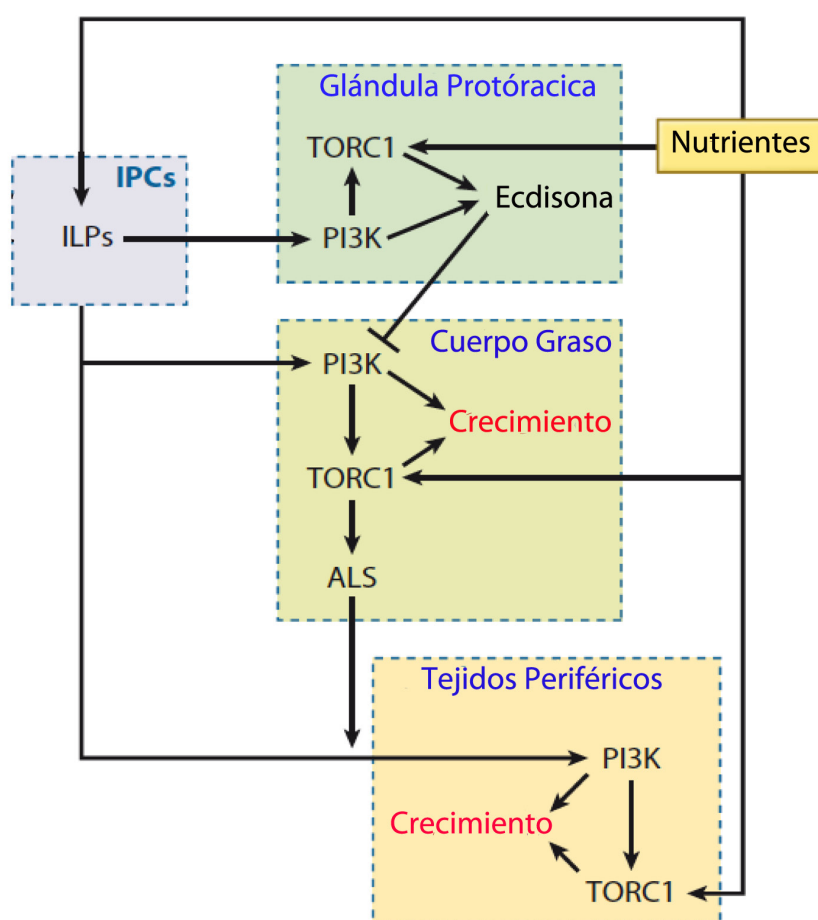 Glándula Protóracica
TORC1
Nutrientes
IPCs
Ecdisona
ILPs
PI3K
Cuerpo Graso
PI3K
Crecimiento
TORC1
ALS
Tejidos Periféricos
PI3K
Crecimiento
TORC1